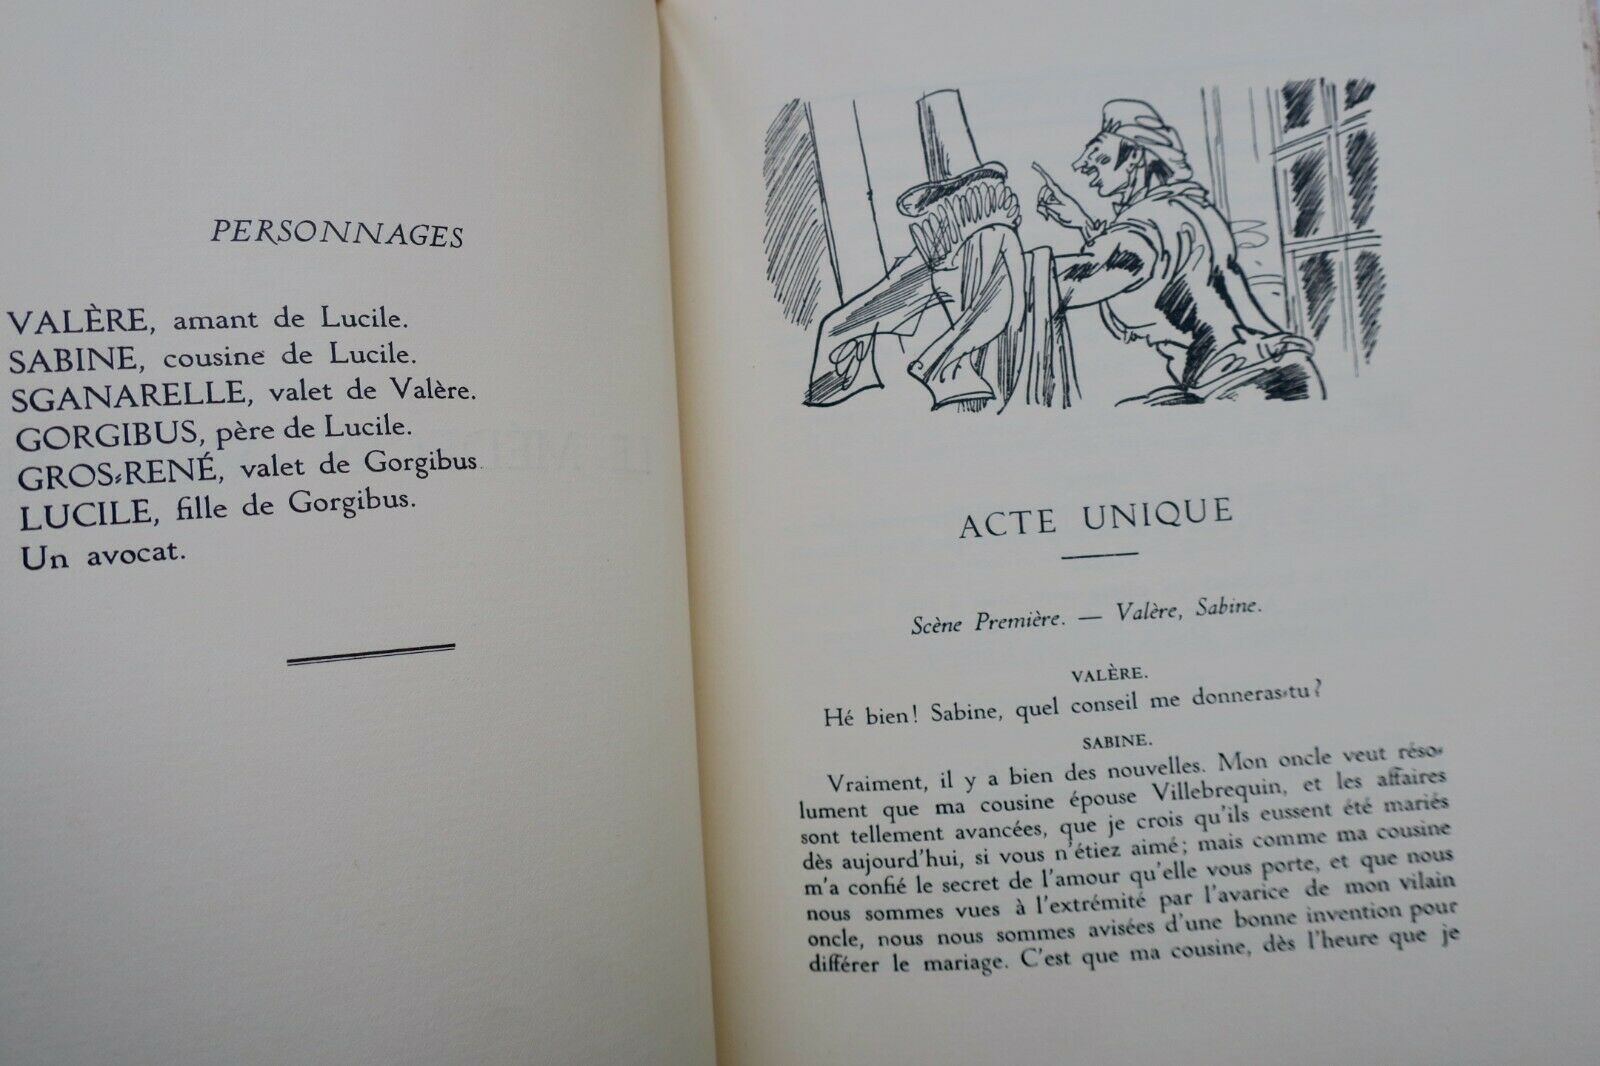 PERSONNAGES
VALÈRE, amant de Lucile.
SABINE, cousine de Lucile.
SGANARELLE, valet de Valère.
GORGIBUS, père de Lucile.
GROS-RENÉ, valet de Gorgibus.
LUCILE, fille de Gorgibus.
Un avocat.
ACTE UNIQUE
Scène Première. — Valère, Sabine.
VALÈRE.
Hé bien! Sabine, quel conseil me donneras-tu?
SABINE.
Vraiment, il y a bien des nouvelles. Mon oncle veut réso-
lument que ma cousine épouse Villebrequin, et les affaires
sont tellement avancées, que je crois qu'ils eussent été mariés
dès aujourd'hui, si vous n'étiez aimé; mais comme ma cousine
m'a confié le secret de l'amour qu'elle vous porte, et que nous
nous sommes vues à l'extrémité par l'avarice de mon vilain
oncle, nous nous sommes avisées d'une bonne invention pour
différer le mariage. C'est que ma cousine, dès l'heure que je